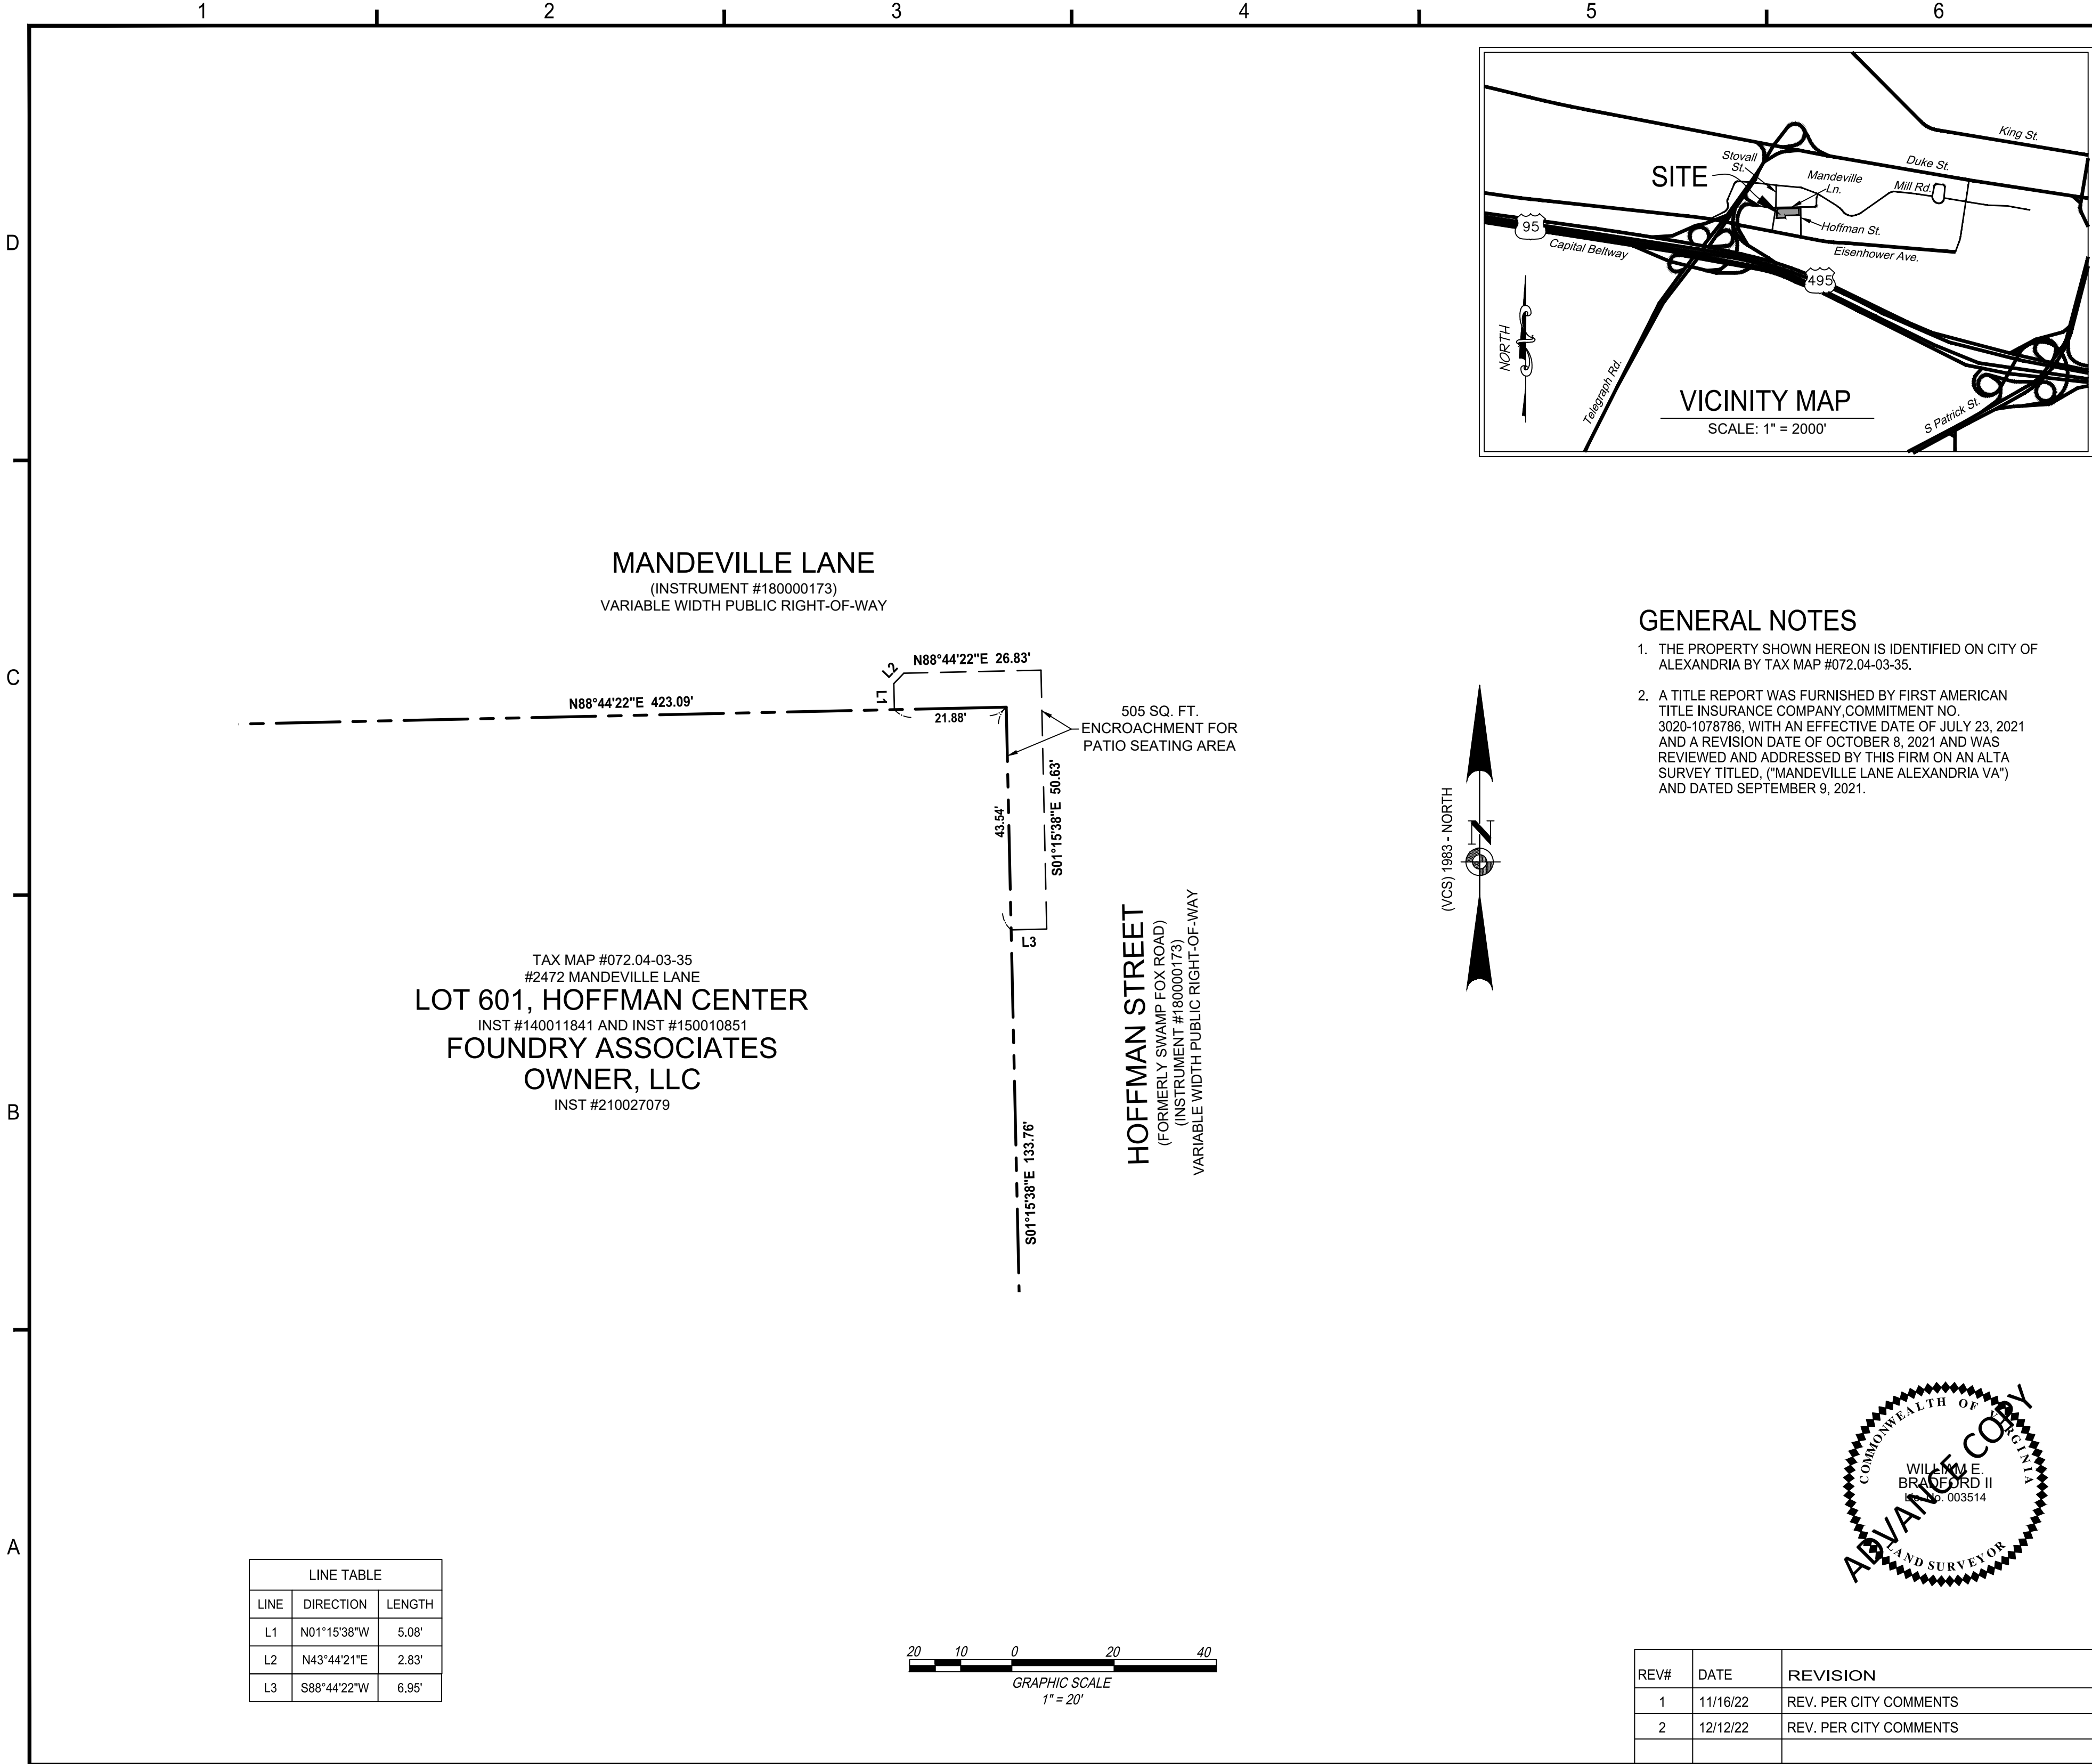 1 2 3 4 5 6
D
C
B
A
King St.
Duke St.
Stovall
St.
SITE
Mandeville
Ln.
Mill Rd.
95
Hoffman St.
Capital Beltway
Eisenhower Ave.
495
NORTH
Telegraph Rd.
VICINITY MAP
SCALE: 1" = 2000'
S Patrick St.
MANDEVILLE LANE
(INSTRUMENT #180000173)
VARIABLE WIDTH PUBLIC RIGHT-OF-WAY
L2
N88°44'22"E 26.83'
L1
N88°44'22"E 423.09'
21.88'
505 SQ. FT.
ENCROACHMENT FOR
PATIO SEATING AREA
43.54'
S01°15'38"E 50.63'
L3
S01°15'38"E 133.76'
HOFFMAN STREET
(FORMERLY SWAMP FOX ROAD)
(INSTRUMENT #180000173)
VARIABLE WIDTH PUBLIC RIGHT-OF-WAY
TAX MAP #072.04-03-35
#2472 MANDEVILLE LANE
LOT 601, HOFFMAN CENTER
INST #140011841 AND INST #150010851
FOUNDRY ASSOCIATES
OWNER, LLC
INST #210027079
(VCS) 1983 - NORTH
N
GENERAL NOTES
1. THE PROPERTY SHOWN HEREON IS IDENTIFIED ON CITY OF
ALEXANDRIA BY TAX MAP #072.04-03-35.
2. A TITLE REPORT WAS FURNISHED BY FIRST AMERICAN
TITLE INSURANCE COMPANY,COMMITMENT NO.
3020-1078786, WITH AN EFFECTIVE DATE OF JULY 23, 2021
AND A REVISION DATE OF OCTOBER 8, 2021 AND WAS
REVIEWED AND ADDRESSED BY THIS FIRM ON AN ALTA
SURVEY TITLED, ("MANDEVILLE LANE ALEXANDRIA VA")
AND DATED SEPTEMBER 9, 2021.
COMMONWEALTH OF VIRGINIA
WILLIAM E.
BRADFORD II
Lic. No. 003514
LAND SURVEYOR
ADVANCE COPY
LINE TABLE
LINE DIRECTION LENGTH
L1 N01°15'38"W 5.08'
L2 N43°44'21"E 2.83'
L3 S88°44'22"W 6.95'
20 10 0 20 40
GRAPHIC SCALE
1" = 20'
REV# DATE REVISION
1 11/16/22 REV. PER CITY COMMENTS
2 12/12/22 REV. PER CITY COMMENTS